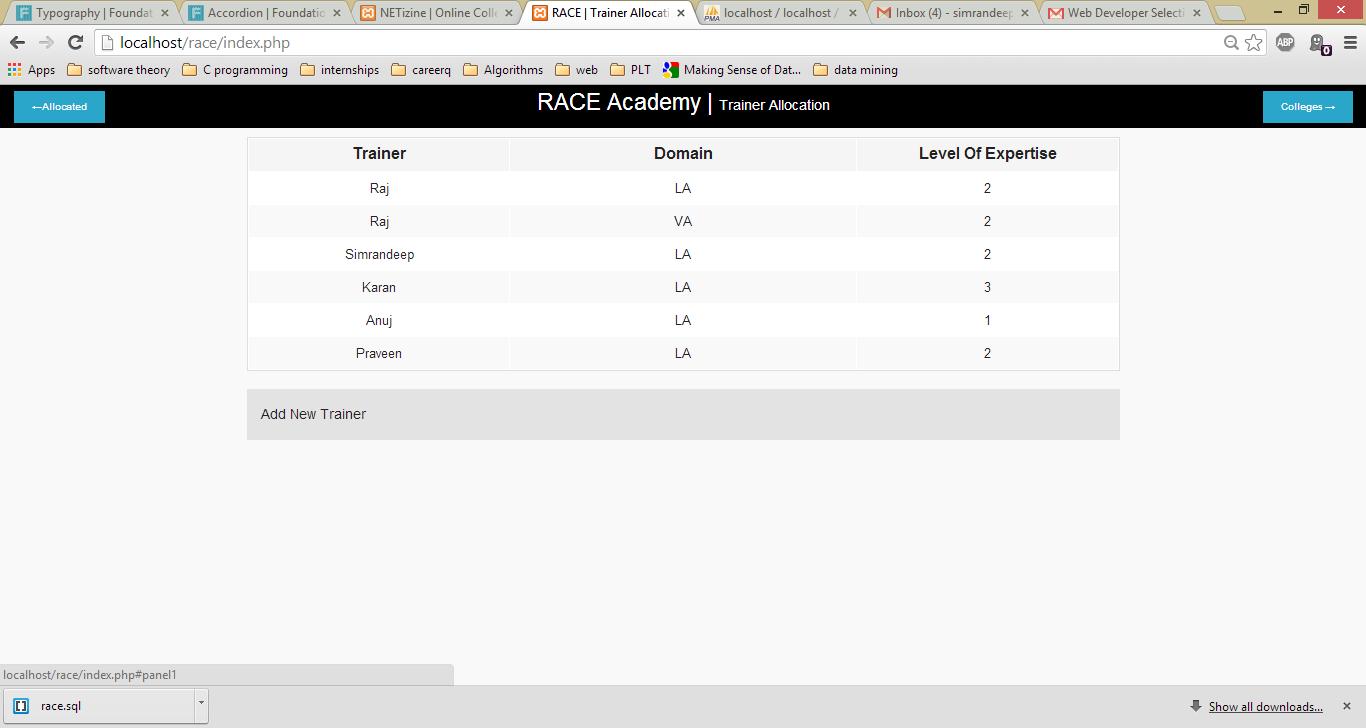 Typography | Foundat
Accordion | Foundatio
NETizine | Online Colle
RACE | Trainer Allocati
localhost / localhost /
Inbox (4) - simrandeep
Web Developer Selecti
localhost/race/index.php
ABP
0
Apps
software theory
C programming
internships
careerq
Algorithms
web
PLT
Making Sense of Dat...
data mining
←Allocated
RACE Academy | Trainer Allocation
Colleges →
Trainer Domain Level Of Expertise
Raj LA 2
Raj VA 2
Simrandeep LA 2
Karan LA 3
Anuj LA 1
Praveen LA 2
Add New Trainer
localhost/race/index.php#panel1
race.sql
Show all downloads...